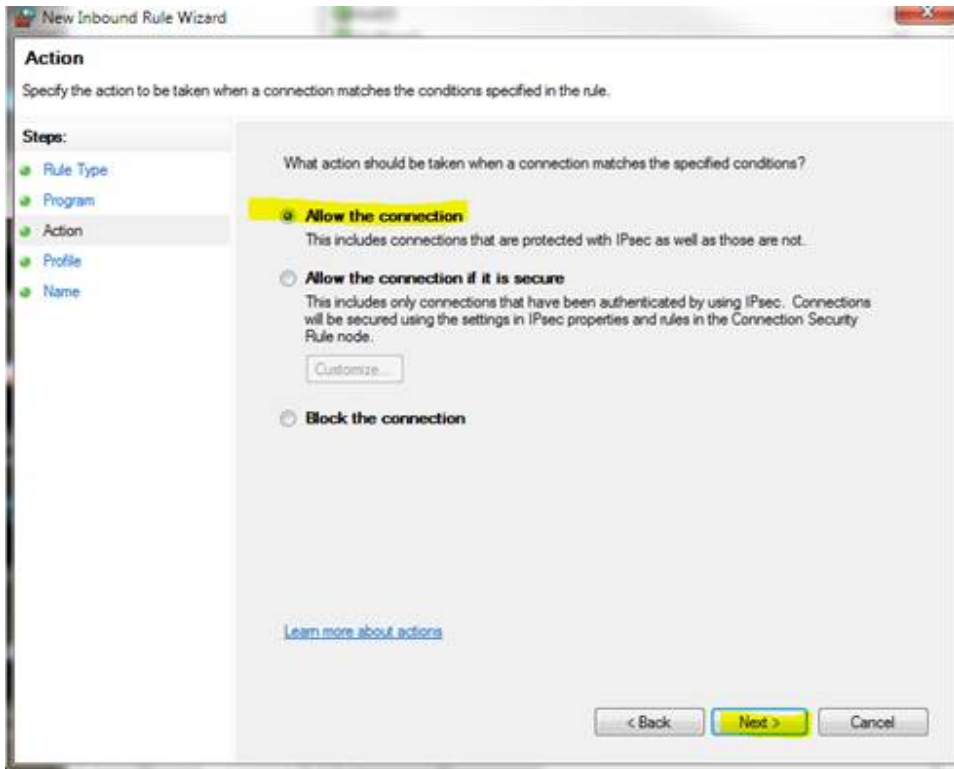 New Inbound Rule Wizard
Action
Specify the action to be taken when a connection matches the conditions specified in the rule.
Steps:
Rule Type
Program
Action
Profile
Name
What action should be taken when a connection matches the specified conditions?
Allow the connection
This includes connections that are protected with IPsec as well as those are not.
Allow the connection if it is secure
This includes only connections that have been authenticated by using IPsec. Connections
will be secured using the settings in IPsec properties and rules in the Connection Security
Rule node.
Customize...
Block the connection
Learn more about actions
< Back
Next >
Cancel